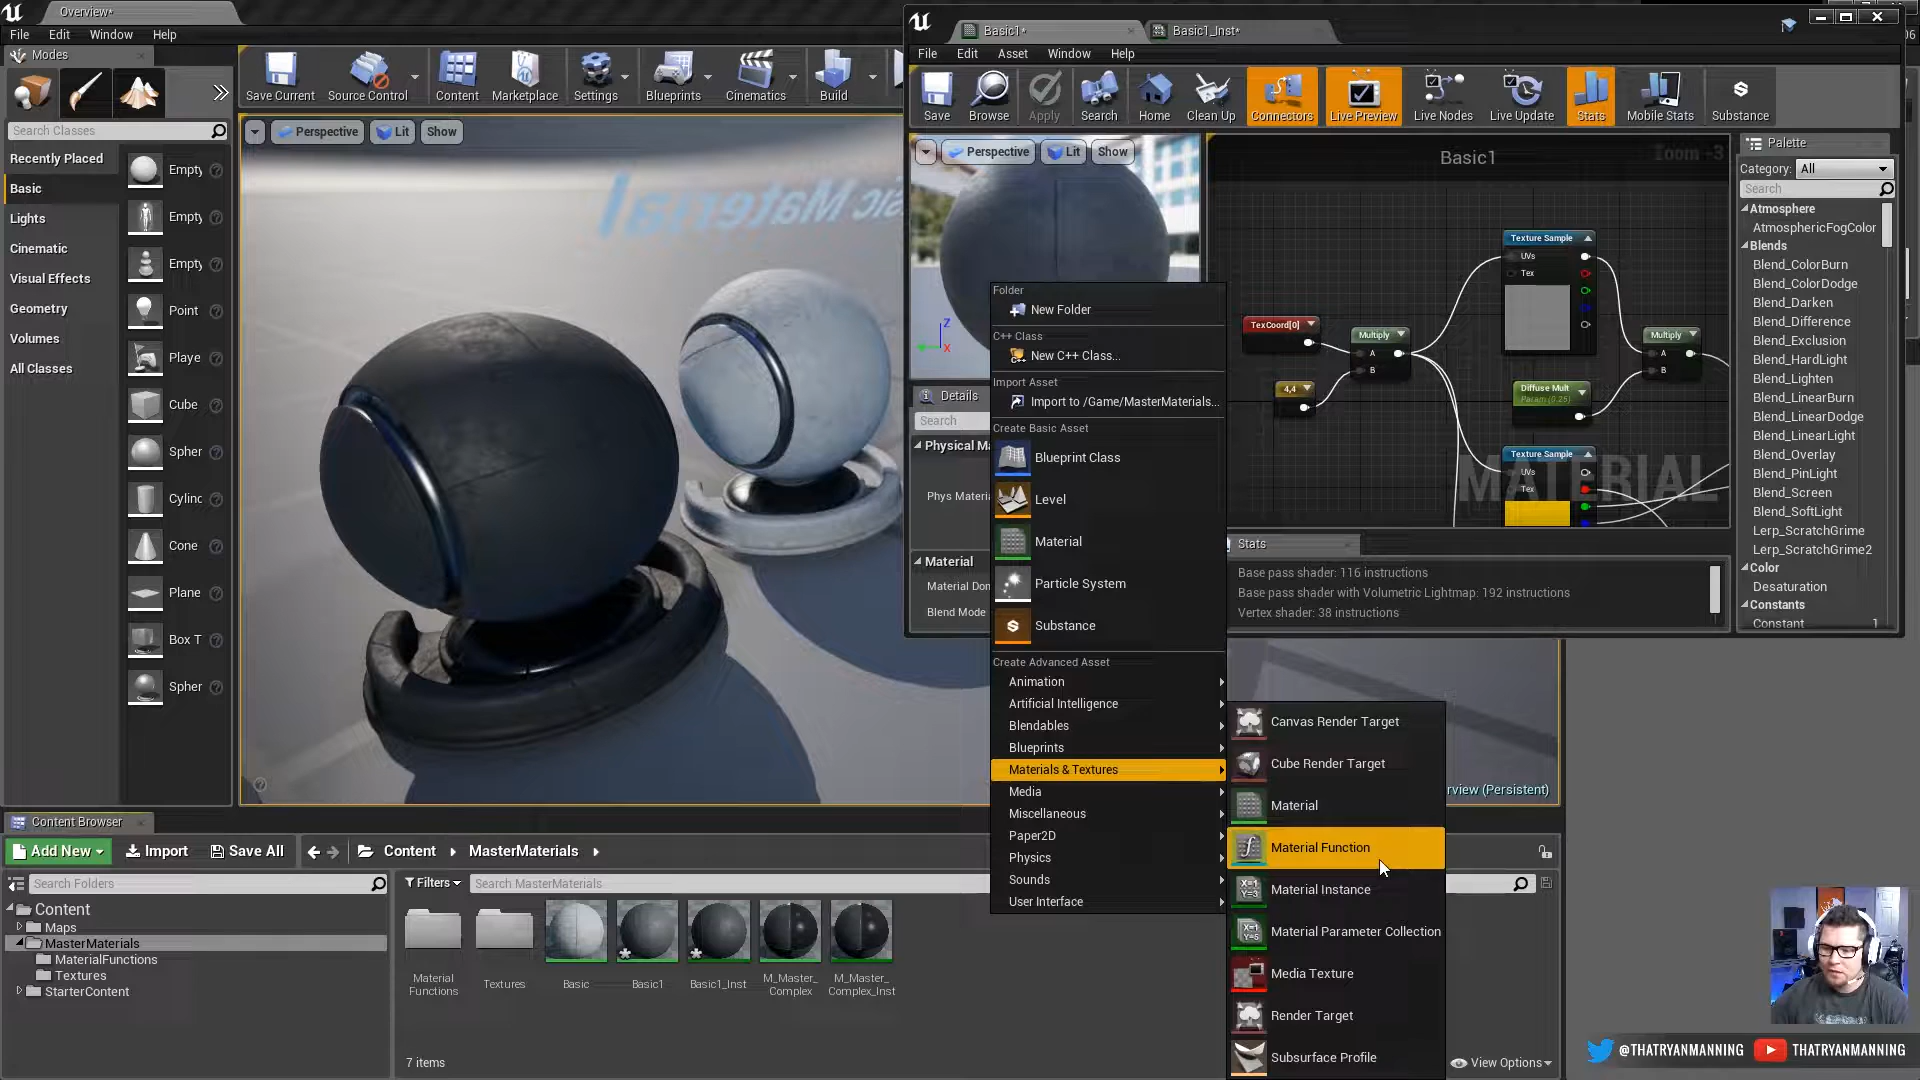 Overview*
File Edit Window Help
Modes
Search Classes
Recently Placed
Basic
Lights
Cinematic
Visual Effects
Geometry
Volumes
All Classes
Empty
Empty
Empty
Point
Playe
Cube
Spher
Cylinc
Cone
Plane
Box T
Spher
Save Current Source Control Content Marketplace Settings Blueprints Cinematics Build
Perspective Lit Show
Basic1* Basic1_Inst*
File Edit Asset Window Help
Save Browse Apply Search Home Clean Up Connectors Live Preview Live Nodes Live Update Stats Mobile Stats Substance
Perspective Lit Show
Z
X
Details
Search
Physical Ma
Phys Materia
Material
Material Don
Blend Mode
Basic1
Zoom +3
Texture Sample
UVs
Tex
TexCoord[0]
Multiply
A
B
4,4
Multiply
A
B
Diffuse Mult
Param (0.25)
Texture Sample
UVs
Tex
MATERIAL
Stats
Base pass shader: 116 instructions
Base pass shader with Volumetric Lightmap: 192 instructions
Vertex shader: 38 instructions
Palette
Category: All
Search
Atmosphere
AtmosphericFogColor
Blends
Blend_ColorBurn
Blend_ColorDodge
Blend_Darken
Blend_Difference
Blend_Exclusion
Blend_HardLight
Blend_Lighten
Blend_LinearBurn
Blend_LinearDodge
Blend_LinearLight
Blend_Overlay
Blend_PinLight
Blend_Screen
Blend_SoftLight
Lerp_ScratchGrime
Lerp_ScratchGrime2
Color
Desaturation
Constants
Constant 1
Folder
New Folder
C++ Class
New C++ Class...
Import Asset
Import to /Game/MasterMaterials...
Create Basic Asset
Blueprint Class
Level
Material
Particle System
Substance
Create Advanced Asset
Animation
Artificial Intelligence
Blendables
Blueprints
Materials & Textures
Media
Miscellaneous
Paper2D
Physics
Sounds
User Interface
Canvas Render Target
Cube Render Target
Material
Material Function
Material Instance
Material Parameter Collection
Media Texture
Render Target
Subsurface Profile
rview (Persistent)
Content Browser
Add New Import Save All Content MasterMaterials
Search Folders
Filters Search MasterMaterials
Content
Maps
MasterMaterials
MaterialFunctions
Textures
StarterContent
Material Functions
Textures
Basic
Basic1
Basic1_Inst
M_Master_Complex
M_Master_Complex_Inst
7 items
View Options
@THATRYANMANNING THATRYANMANNING